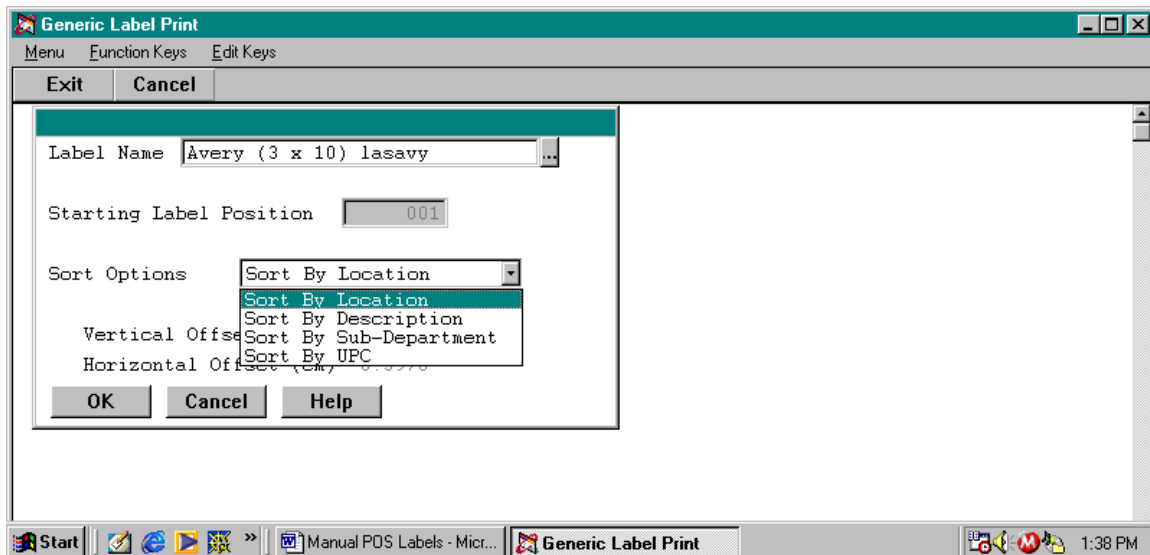 Generic Label Print
Menu Function Keys Edit Keys
Exit Cancel
Label Name Avery (3 x 10) lasavy ...
Starting Label Position 001
Sort Options Sort By Location
Sort By Location
Sort By Description
Vertical
Sort By Sub-Department
Sort By UPC
Horizontal
OK Cancel Help
Start » Manual POS Labels - Micr... Generic Label Print 1:38 PM